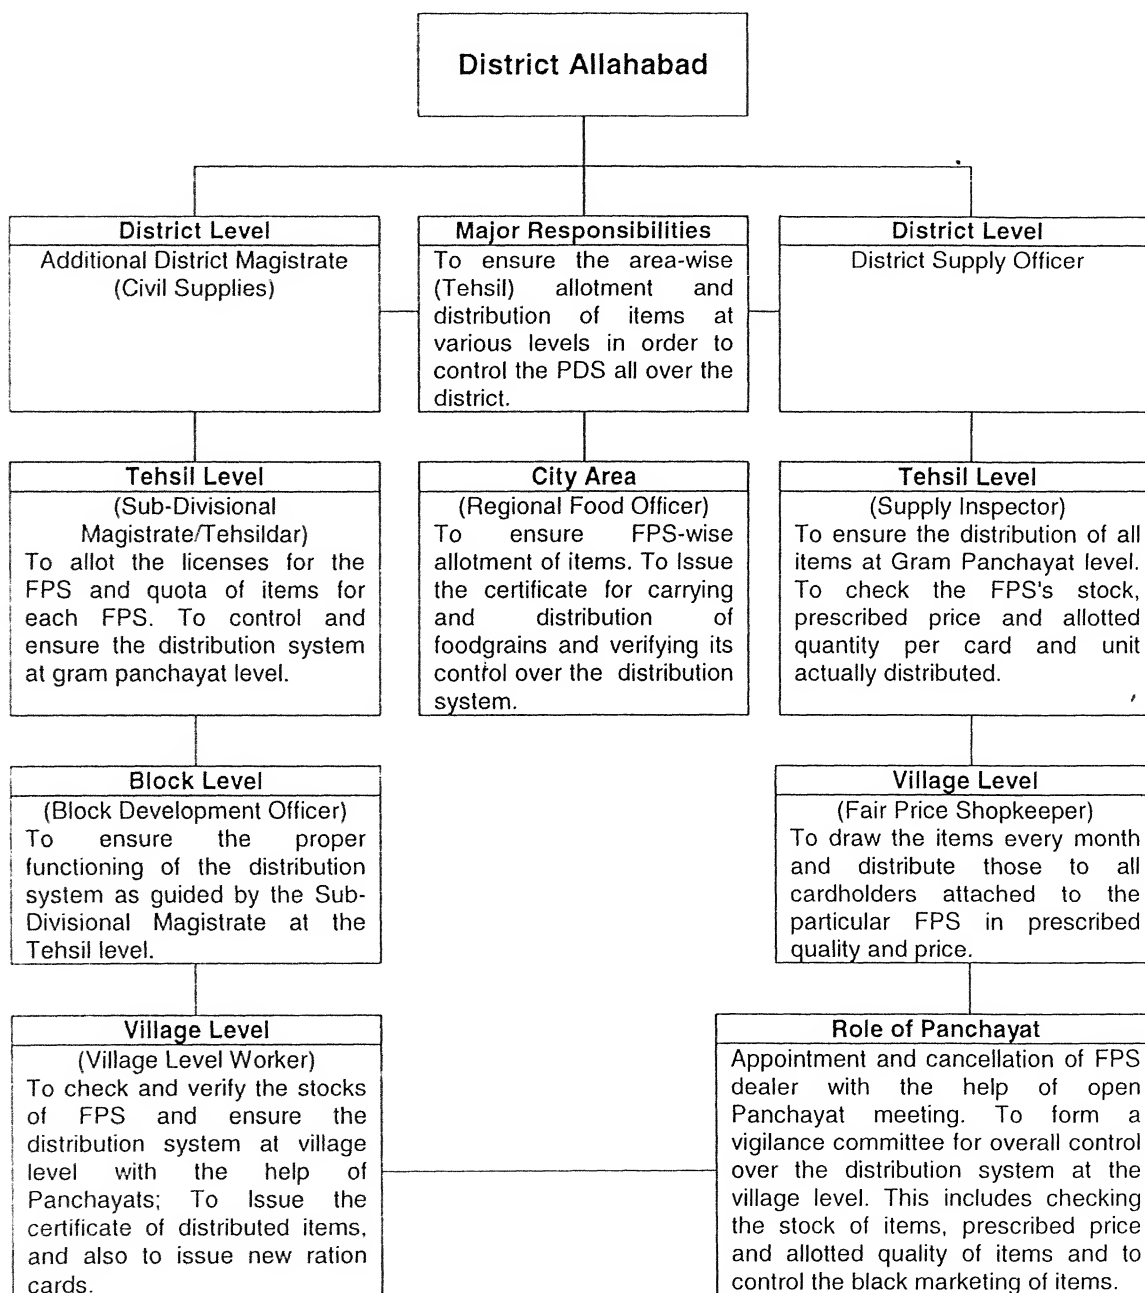 District Allahabad
District Level
Additional District Magistrate
(Civil Supplies)
Major Responsibilities
To ensure the area-wise
(Tehsil) allotment and
distribution of items at
various levels in order to
control the PDS all over the
district.
District Level
District Supply Officer
Tehsil Level
(Sub-Divisional
Magistrate/Tehsildar)
To allot the licenses for the
FPS and quota of items for
each FPS. To control and
ensure the distribution system
at gram panchayat level.
City Area
(Regional Food Officer)
To ensure FPS-wise
allotment of items. To Issue
the certificate for carrying
and distribution of
foodgrains and verifying its
control over the distribution
system.
Tehsil Level
(Supply Inspector)
To ensure the distribution of all
items at Gram Panchayat level.
To check the FPS's stock,
prescribed price and allotted
quantity per card and unit
actually distributed.
Block Level
(Block Development Officer)
To ensure the proper
functioning of the distribution
system as guided by the Sub-
Divisional Magistrate at the
Tehsil level.
Village Level
(Fair Price Shopkeeper)
To draw the items every month
and distribute those to all
cardholders attached to the
particular FPS in prescribed
quality and price.
Village Level
(Village Level Worker)
To check and verify the stocks
of FPS and ensure the
distribution system at village
level with the help of
Panchayats; To Issue the
certificate of distributed items,
and also to issue new ration
cards.
Role of Panchayat
Appointment and cancellation of FPS
dealer with the help of open
Panchayat meeting. To form a
vigilance committee for overall control
over the distribution system at the
village level. This includes checking
the stock of items, prescribed price
and allotted quality of items and to
control the black marketing of items.